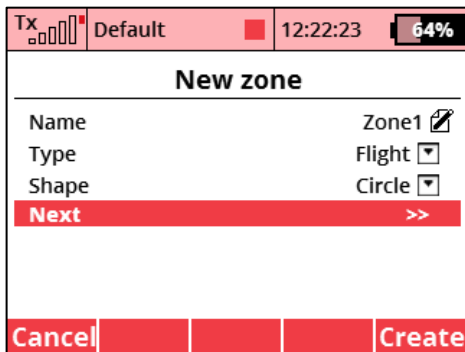 Tx Default 12:22:23 64%
New zone
Name Zone1
Type Flight
Shape Circle
Next >>
Cancel Create